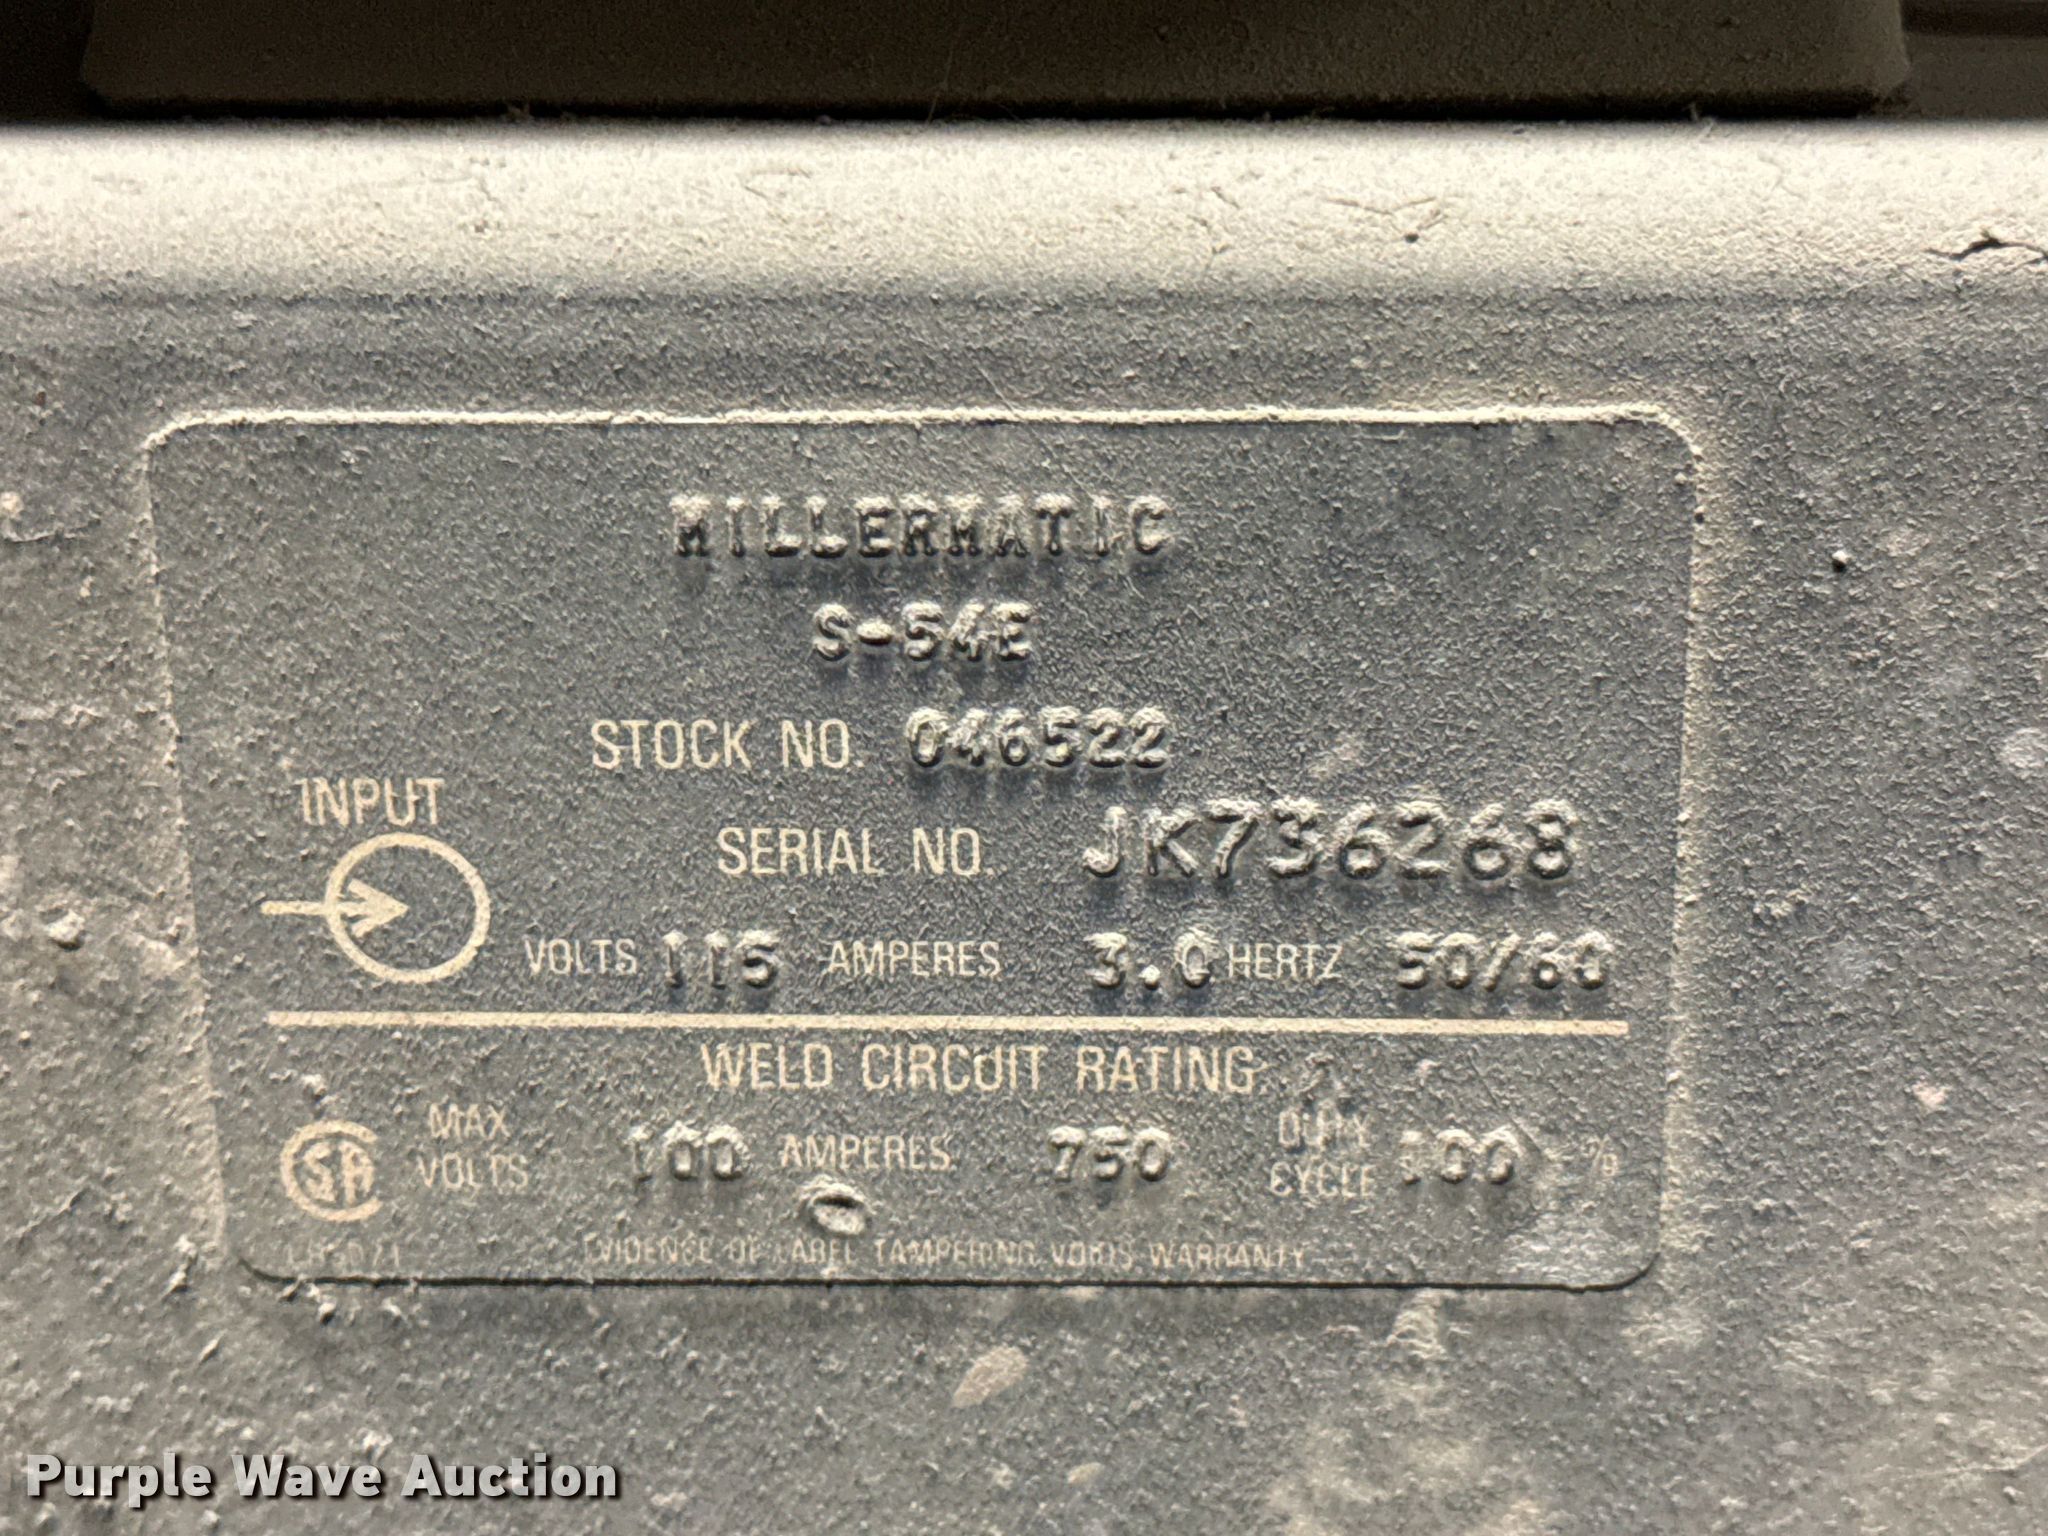 MILLERMATIC
S-54E
STOCK NO. 046522
INPUT
SERIAL NO. JK736268
VOLTS 115 AMPERES 3.0 HERTZ 50/60
WELD CIRCUIT RATING
MAX VOLTS 100 AMPERES 750 DUTY CYCLE 100 %
SA
EVIDENCE OF LABEL TAMPERING VOIDS WARRANTY
Purple Wave Auction